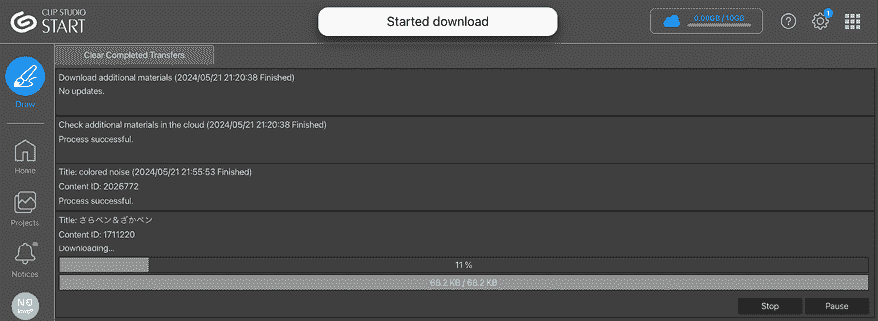 CLIP STUDIO
START
Started download
0.00GB / 10GB
1
Clear Completed Transfers
Draw
Download additional materials (2024/05/21 21:20:38 Finished)
No updates.
Check additional materials in the cloud (2024/05/21 21:20:38 Finished)
Process successful.
Home
Title: colored noise (2024/05/21 21:55:53 Finished)
Content ID: 2026772
Process successful.
Projects
Title: さらペン&ざかペン
Content ID: 1711220
Downloading...
Notices
11 %
68.2 KB / 68.2 KB
Stop
Pause